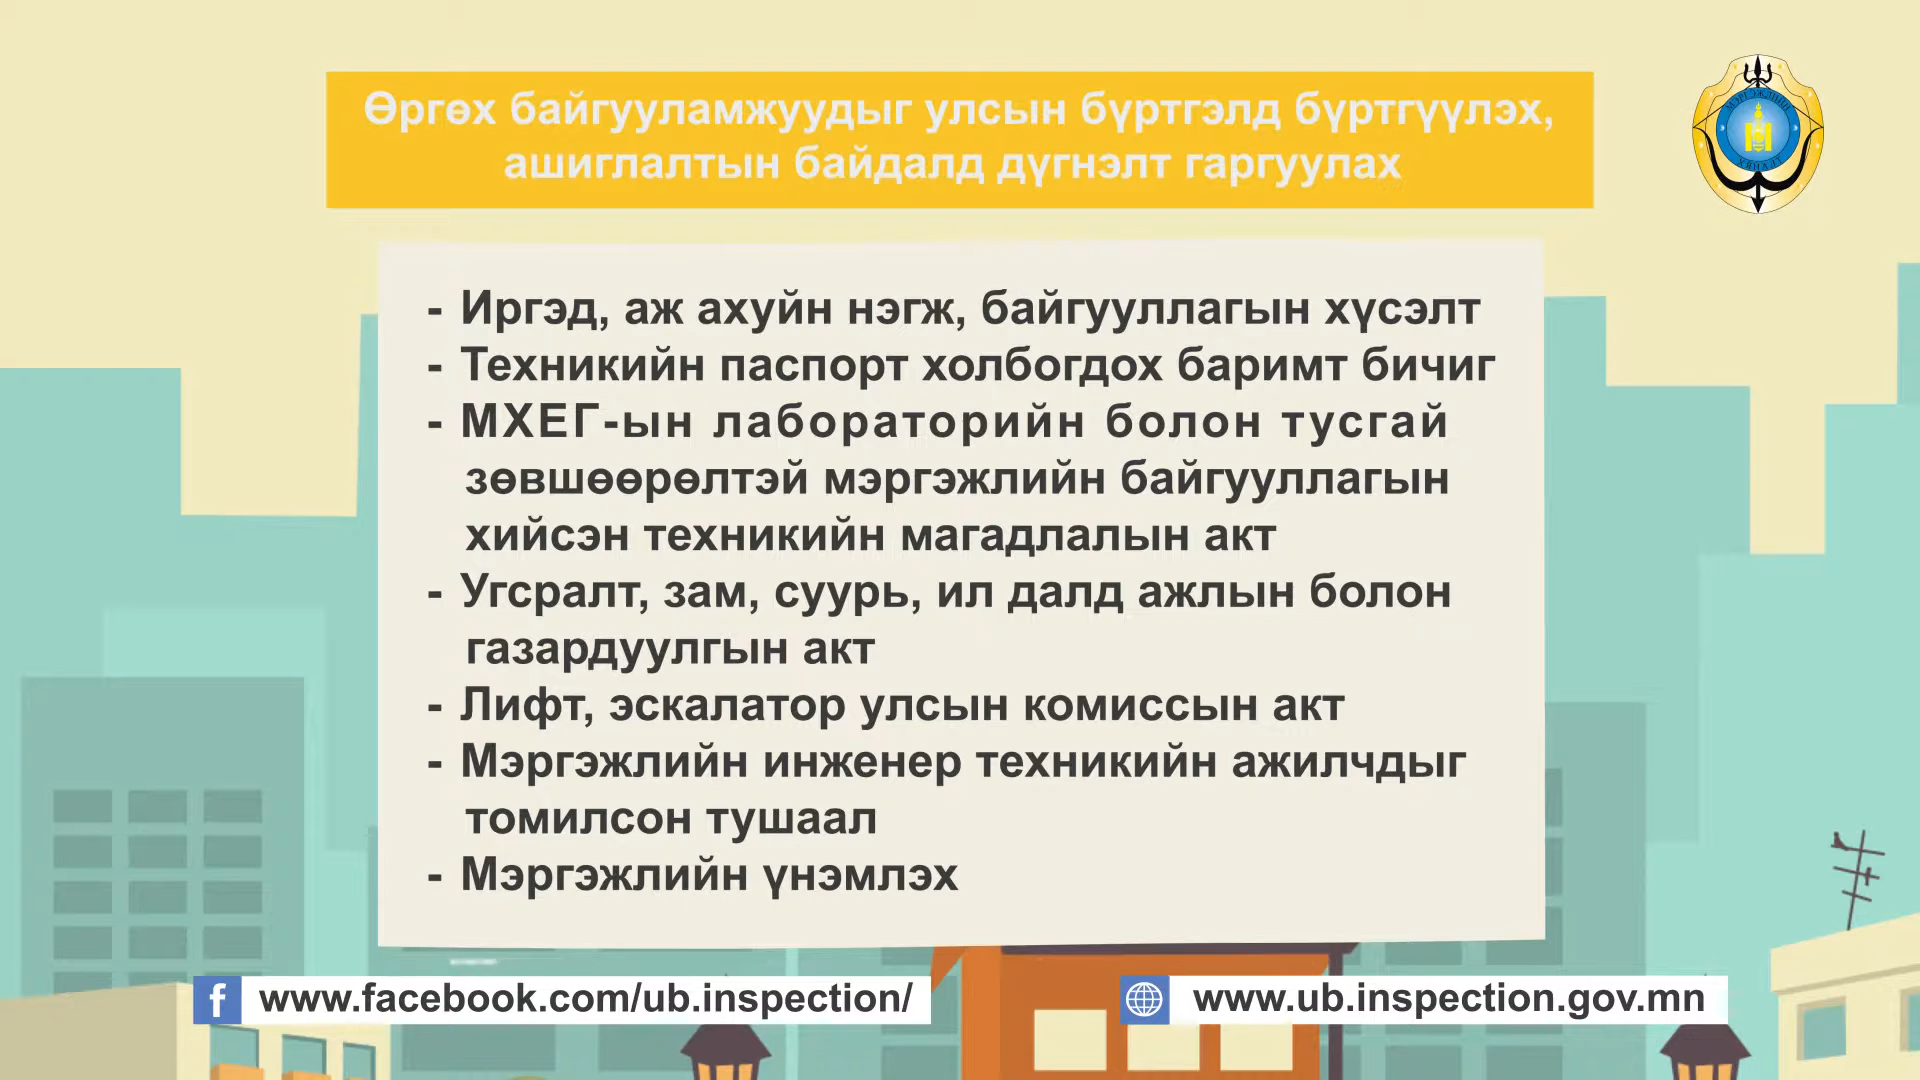 Өргөх байгууламжуудыг улсын бүртгэлд бүртгүүлэх,
ашиглалтын байдалд дүгнэлт гаргуулах
МЭРГЭЖЛИЙН
ХЯНАЛТ
- Иргэд, аж ахуйн нэгж, байгууллагын хүсэлт
- Техникийн паспорт холбогдох баримт бичиг
- МХЕГ-ын лабораторийн болон тусгай
зөвшөөрөлтэй мэргэжлийн байгууллагын
хийсэн техникийн магадлалын акт
- Угсралт, зам, суурь, ил далд ажлын болон
газардуулгын акт
- Лифт, эскалатор улсын комиссын акт
- Мэргэжлийн инженер техникийн ажилчдыг
томилсон тушаал
- Мэргэжлийн үнэмлэх
www.facebook.com/ub.inspection/
www.ub.inspection.gov.mn